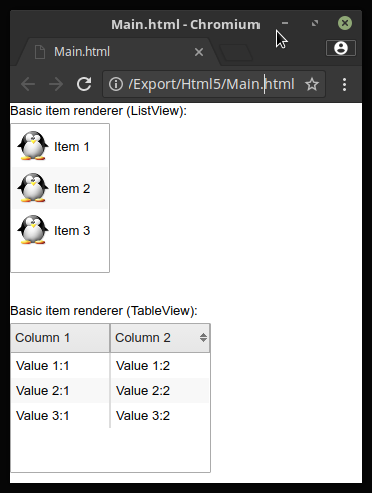 Main.html - Chromium
Main.html
/Export/Html5/Main.html
Basic item renderer (ListView):
Item 1
Item 2
Item 3
Basic item renderer (TableView):
Column 1 Column 2
Value 1:1 Value 1:2
Value 2:1 Value 2:2
Value 3:1 Value 3:2